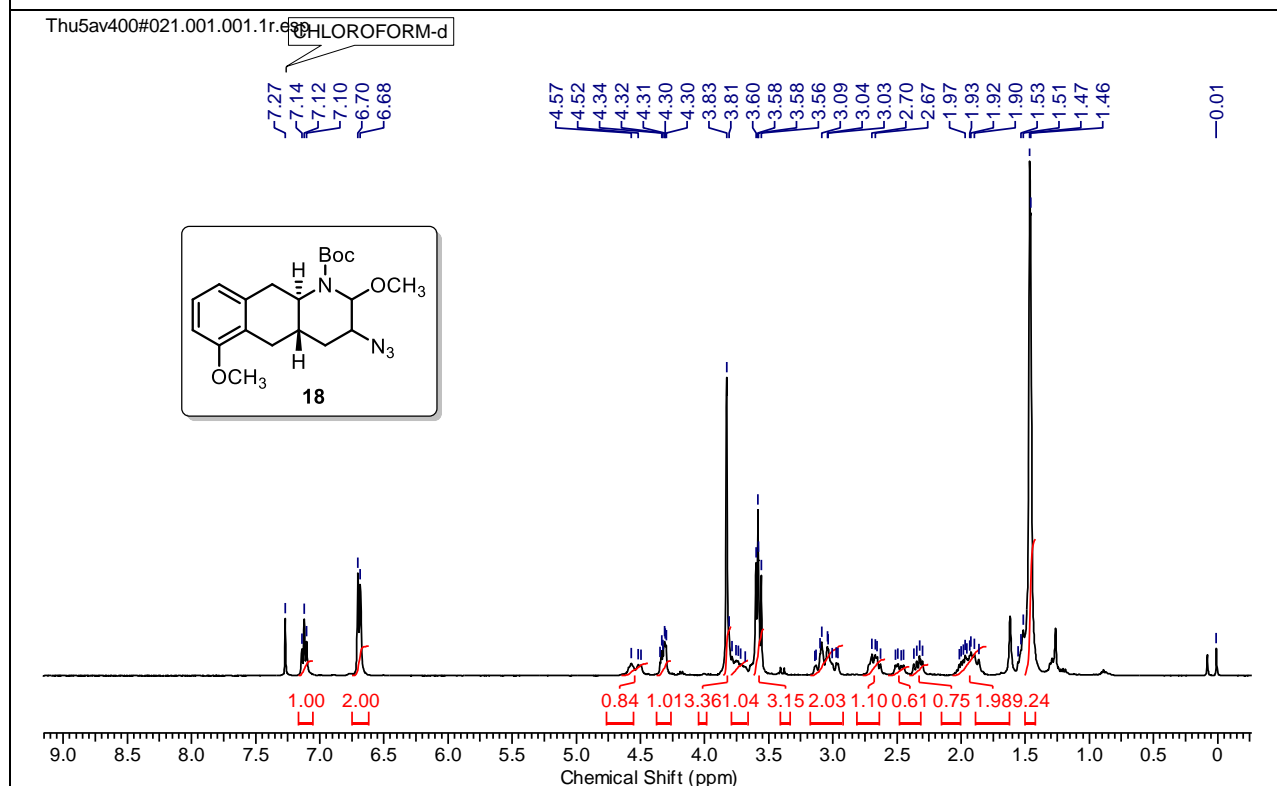 Thu5av400#021.001.001.1r.esp
CHLOROFORM-d
7.27 7.14 7.12 7.10 6.70 6.68 4.57 4.52 4.34 4.32 4.31 4.30 4.30 3.83 3.81 3.60 3.58 3.58 3.56 3.09 3.04 3.03 2.70 2.67 1.97 1.93 1.92 1.90 1.53 1.51 1.47 1.46 0.01
Boc
H
N
OCH3
N3
H
OCH3
18
1.00 2.00 0.84 1.01 3.36 1.04 3.15 2.03 1.10 0.61 0.75 1.98 9.24
9.0 8.5 8.0 7.5 7.0 6.5 6.0 5.5 5.0 4.5 4.0 3.5 3.0 2.5 2.0 1.5 1.0 0.5 0
Chemical Shift (ppm)